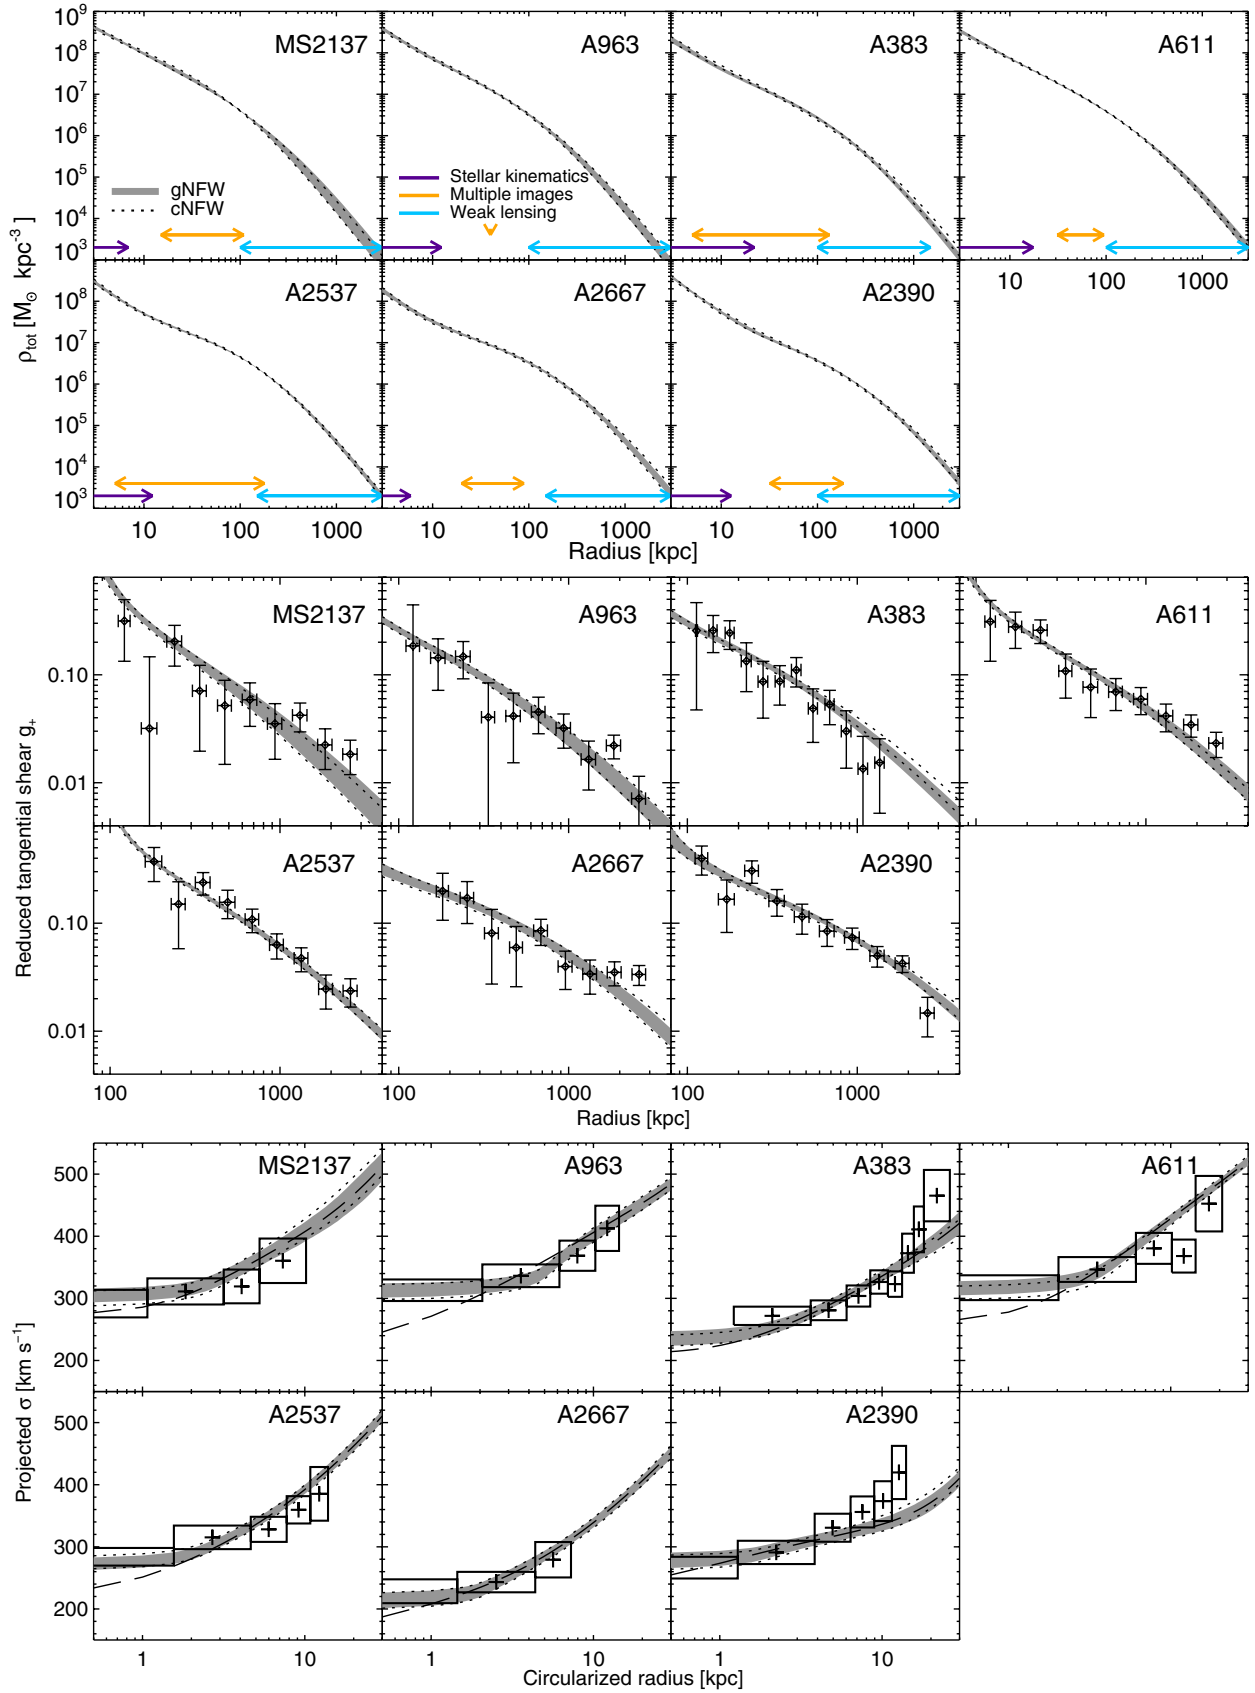 10⁹
10⁸
10⁷
10⁶
10⁵
10⁴
10³
MS2137
A963
A383
A611
gNFW
cNFW
Stellar kinematics
Multiple images
Weak lensing
10 100 1000
ρtot [M⊙ kpc⁻³]
10⁸
10⁷
10⁶
10⁵
10⁴
10³
A2537
A2667
A2390
10 100 1000
10 100 1000
10 100 1000
Radius [kpc]
MS2137
A963
A383
A611
0.10
0.01
Reduced tangential shear g₊
A2537
A2667
A2390
0.10
0.01
100 1000
100 1000
100 1000
Radius [kpc]
MS2137
A963
A383
A611
500
400
300
200
Projected σ [km s⁻¹]
A2537
A2667
A2390
500
400
300
200
1 10
1 10
1 10
Circularized radius [kpc]